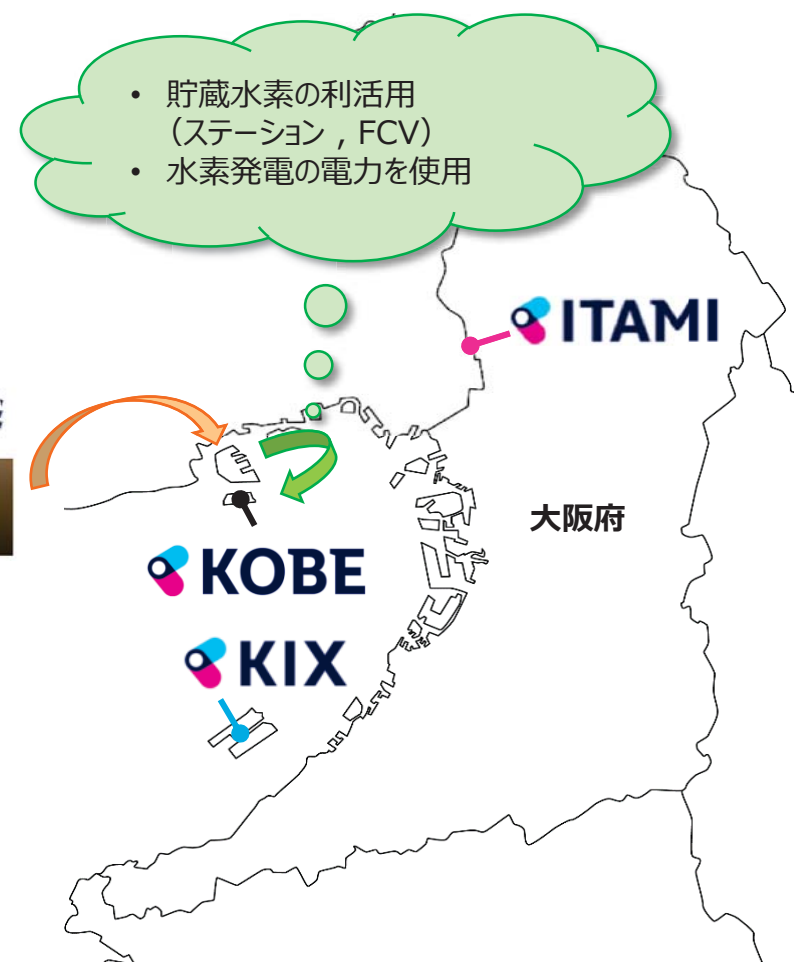 • 貯蔵水素の利活用
（ステーション , FCV）
• 水素発電の電力を使用
ITAMI
大阪府
KOBE
KIX